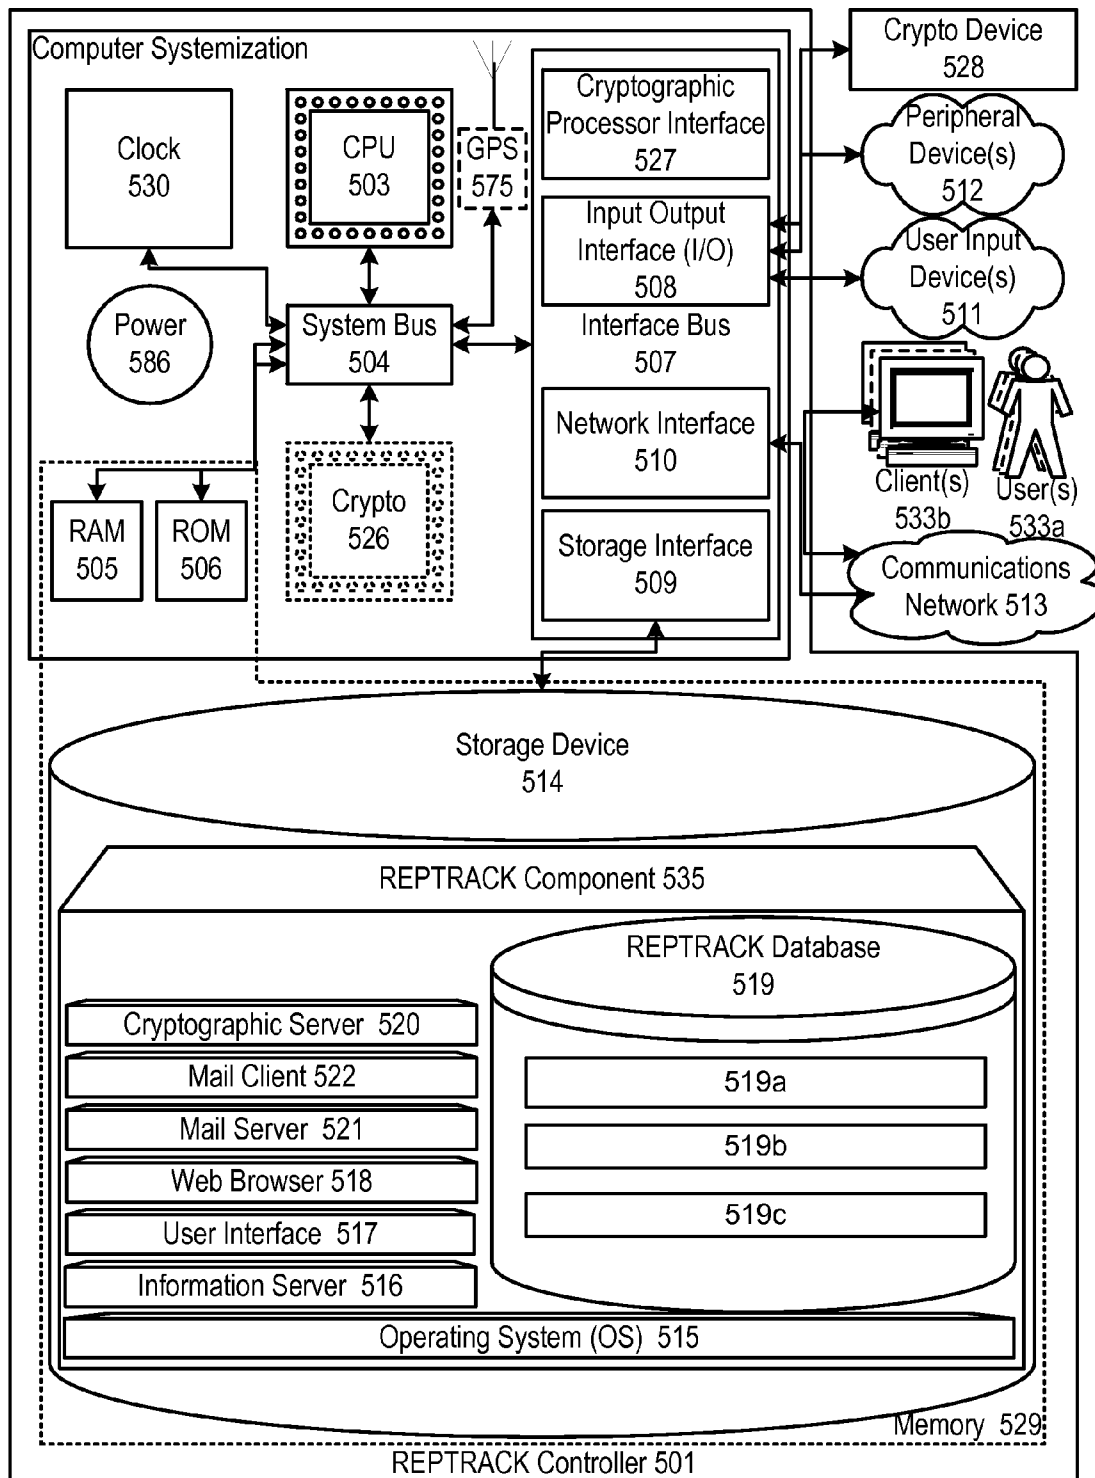 Computer Systemization
Clock
530
CPU
503
GPS
575
Cryptographic
Processor Interface
527
Crypto Device
528
Peripheral
Device(s)
512
Input Output
Interface (I/O)
508
User Input
Device(s)
511
Power
586
System Bus
504
Interface Bus
507
Network Interface
510
Client(s)
533b
User(s)
533a
RAM
505
ROM
506
Crypto
526
Storage Interface
509
Communications
Network 513
Storage Device
514
REPTRACK Component 535
REPTRACK Database
519
Cryptographic Server 520
Mail Client 522
Mail Server 521
Web Browser 518
User Interface 517
Information Server 516
519a
519b
519c
Operating System (OS) 515
Memory 529
REPTRACK Controller 501